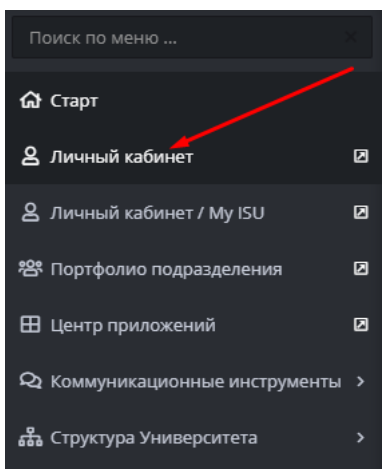 Поиск по меню ...
Старт
Личный кабинет
Личный кабинет / My ISU
Портфолио подразделения
Центр приложений
Коммуникационные инструменты
Структура Университета